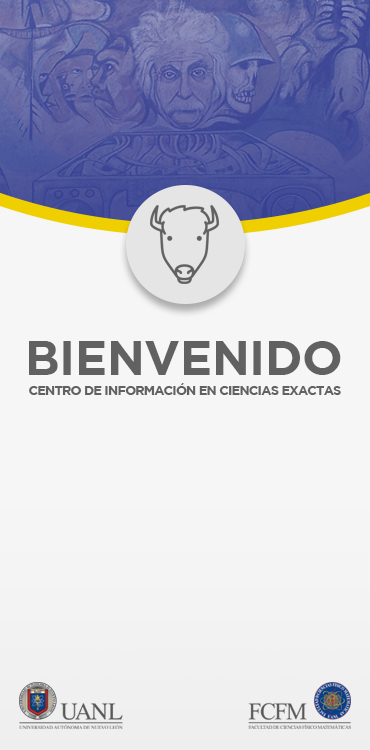 BIENVENIDO
CENTRO DE INFORMACIÓN EN CIENCIAS EXACTAS
UANL
UNIVERSIDAD AUTÓNOMA DE NUEVO LEÓN
FCFM
FACULTAD DE CIENCIAS FÍSICO MATEMÁTICAS